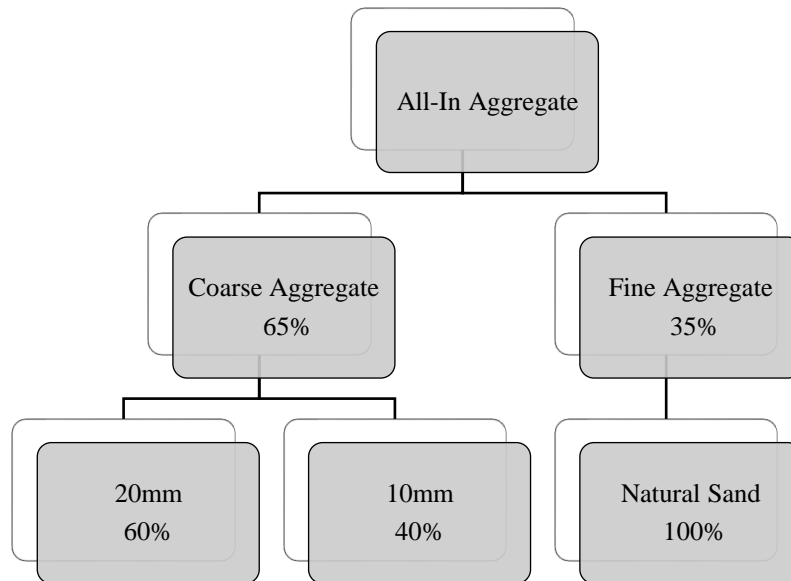 All-In Aggregate
Coarse Aggregate
65%
Fine Aggregate
35%
20mm
60%
10mm
40%
Natural Sand
100%